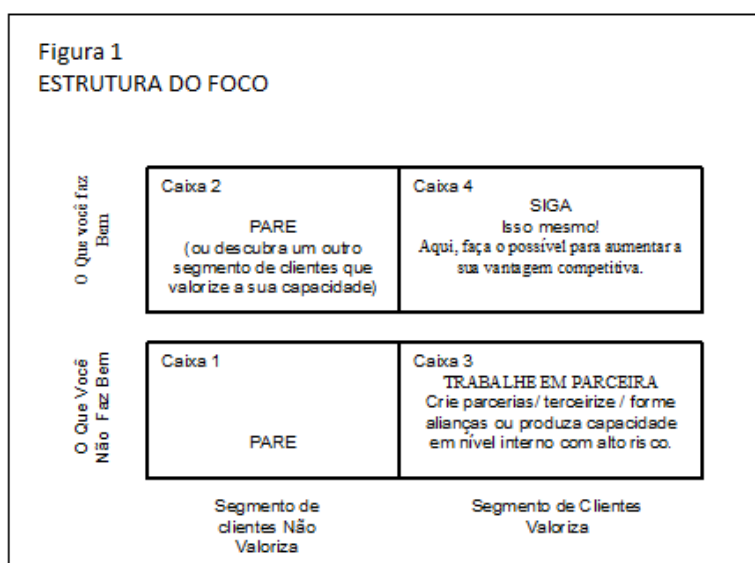 Figura 1
ESTRUTURA DO FOCO
O Que você faz
Bem
Caixa 2
PARE
(ou descubra um outro
segmento de clientes que
valorize a sua capacidade)
Caixa 4
SIGA
Isso mesmo!
Aqui, faça o possível para aumentar a
sua vantagem competitiva.
O Que Você
Não Faz Bem
Caixa 1
PARE
Caixa 3
TRABALHE EM PARCEIRA
Crie parcerias/ terceirize / forme
alianças ou produza capacidade
em nível interno com alto risco.
Segmento de
clientes Não
Valoriza
Segmento de Clientes
Valoriza